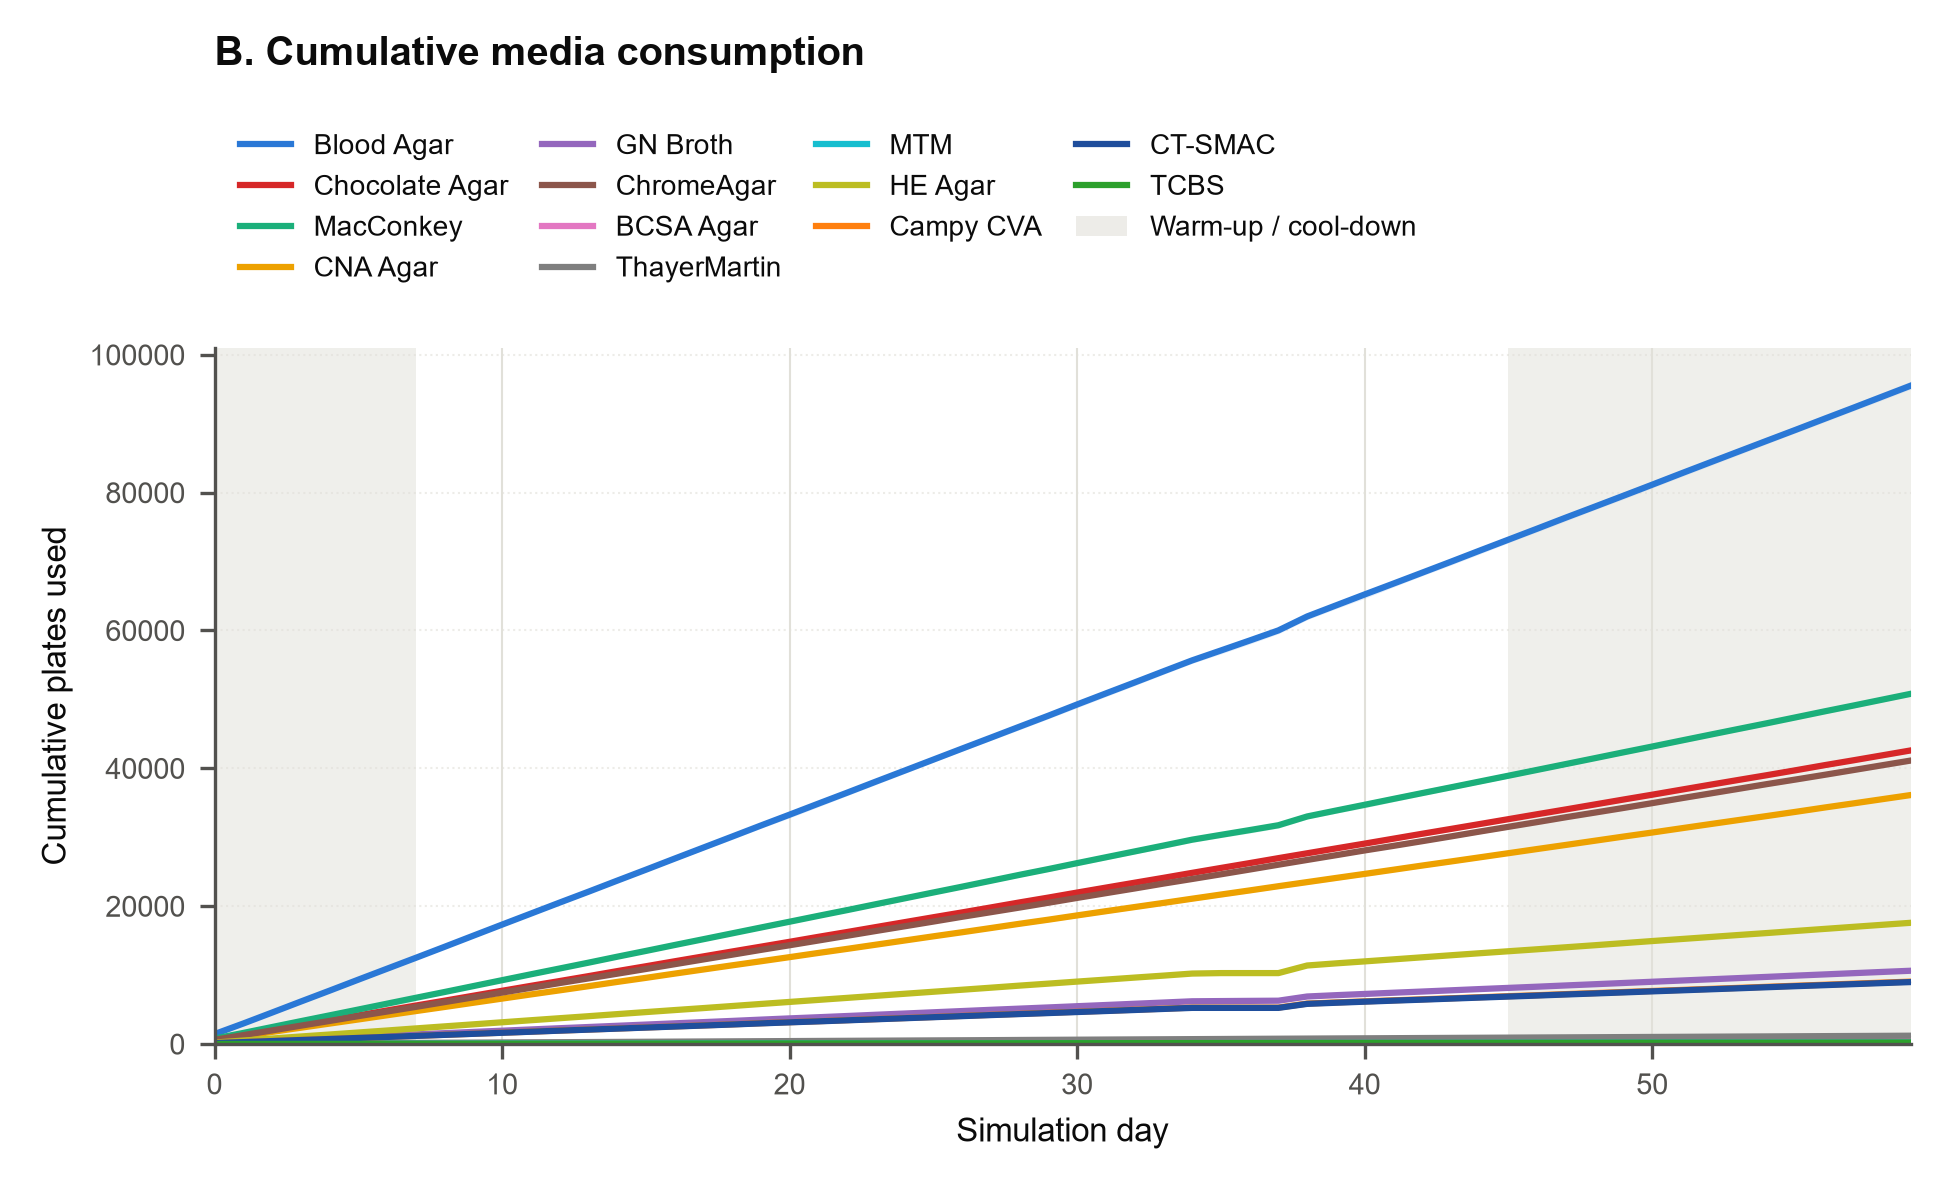 B. Cumulative media consumption
Blood Agar
Chocolate Agar
MacConkey
CNA Agar
GN Broth
ChromeAgar
BCSA Agar
ThayerMartin
MTM
HE Agar
Campy CVA
CT-SMAC
TCBS
Warm-up / cool-down
Cumulative plates used
100000
80000
60000
40000
20000
0
0 10 20 30 40 50
Simulation day